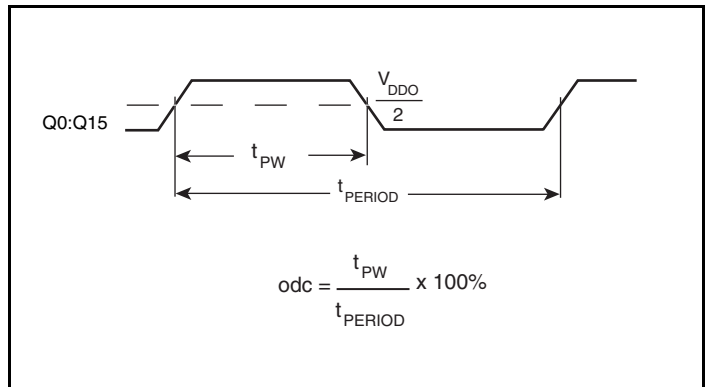 V_DDO
2
Q0:Q15
t_PW
t_PERIOD
odc = t_PW / t_PERIOD x 100%